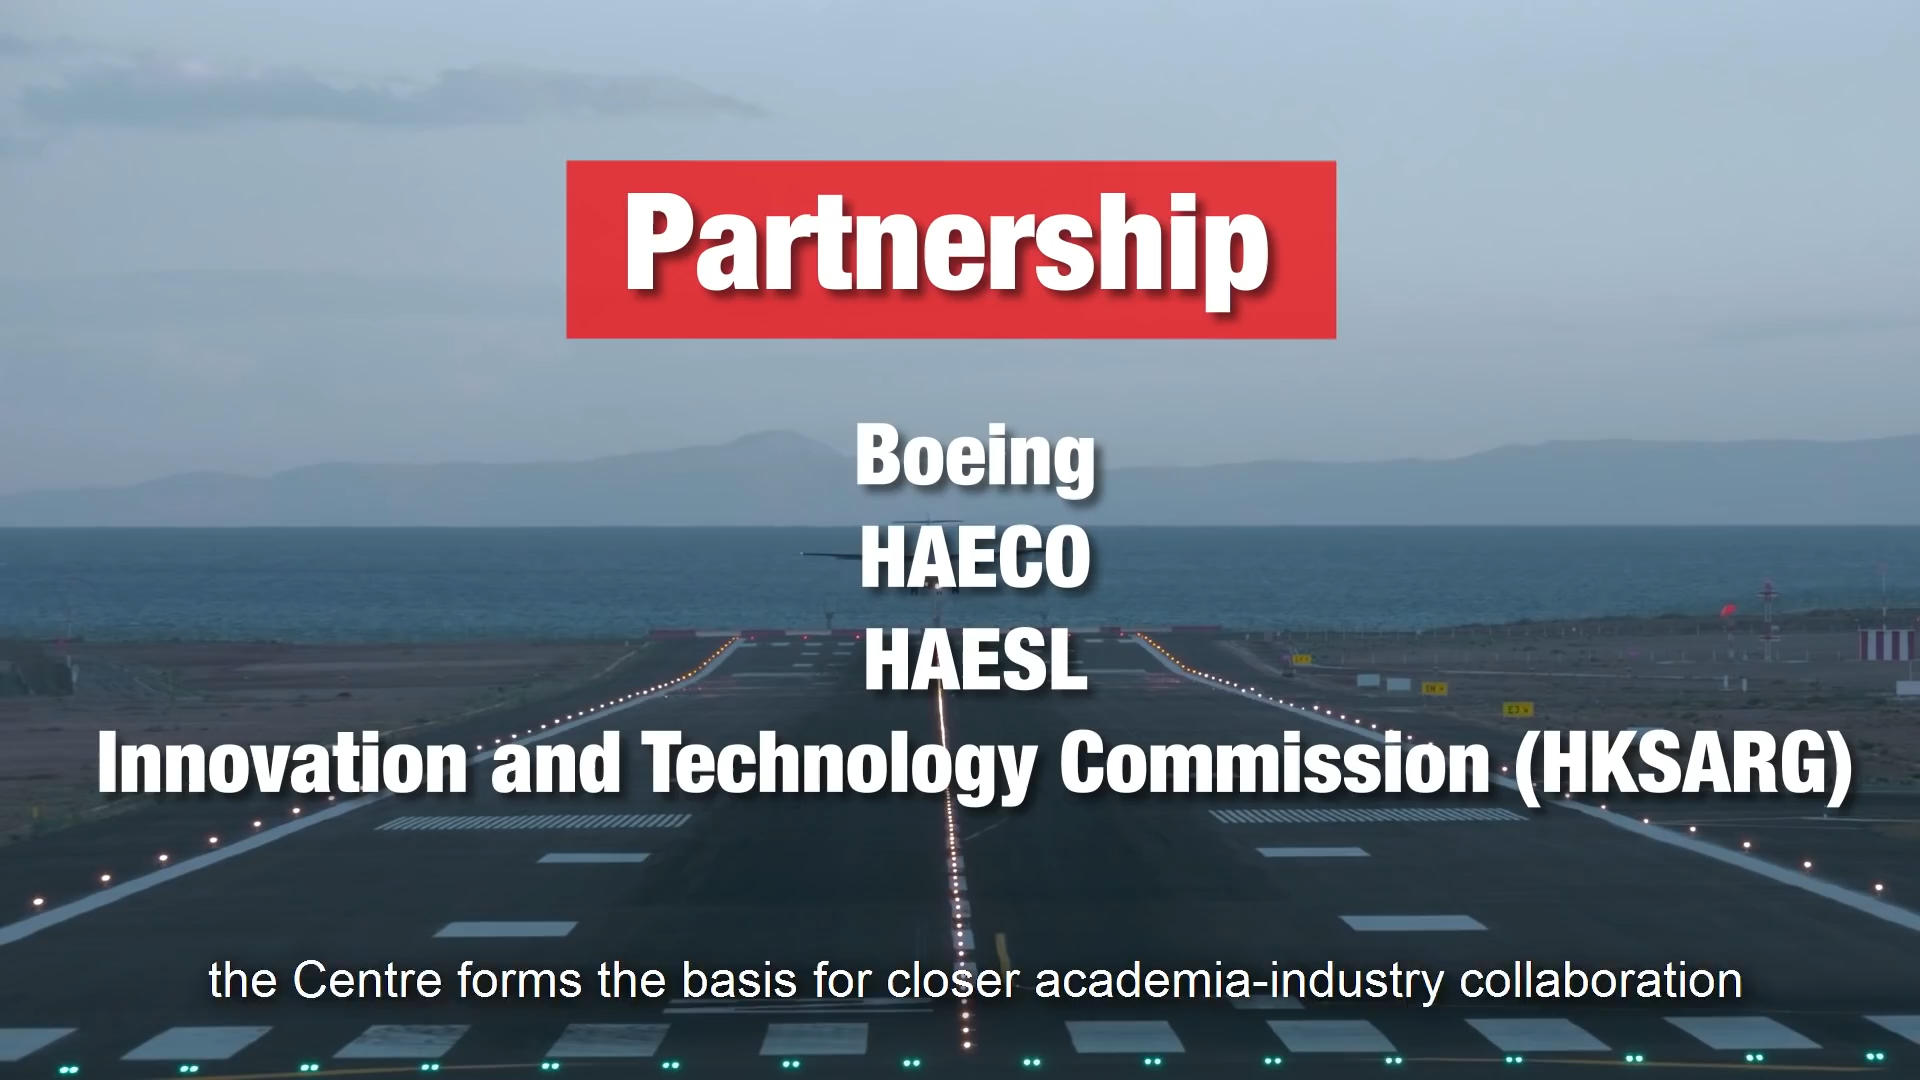 Partnership
Boeing
HAECO
HAESL
Innovation and Technology Commission (HKSARG)
the Centre forms the basis for closer academia-industry collaboration